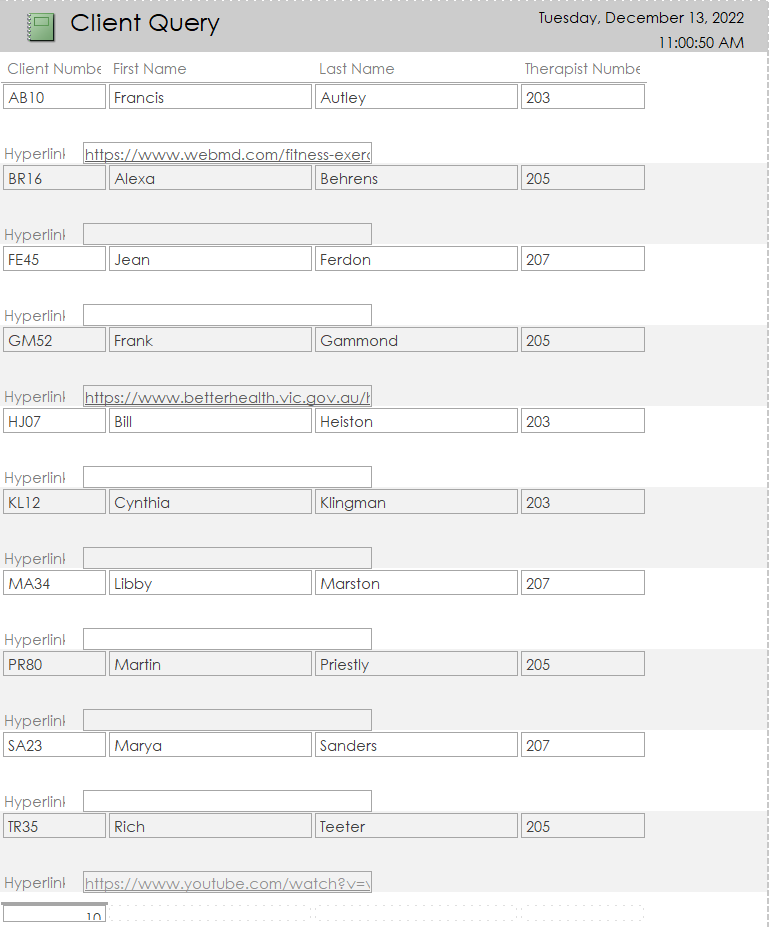 Client Query
Tuesday, December 13, 2022
11:00:50 AM
Client Numbe First Name Last Name Therapist Numbe
AB10 Francis Autley 203
Hyperlink https://www.webmd.com/fitness-exerc
BR16 Alexa Behrens 205
Hyperlink
FE45 Jean Ferdon 207
Hyperlink
GM52 Frank Gammond 205
Hyperlink https://www.betterhealth.vic.gov.au/h
HJ07 Bill Heiston 203
Hyperlink
KL12 Cynthia Klingman 203
Hyperlink
MA34 Libby Marston 207
Hyperlink
PR80 Martin Priestly 205
Hyperlink
SA23 Marya Sanders 207
Hyperlink
TR35 Rich Teeter 205
Hyperlink https://www.youtube.com/watch?v=
10